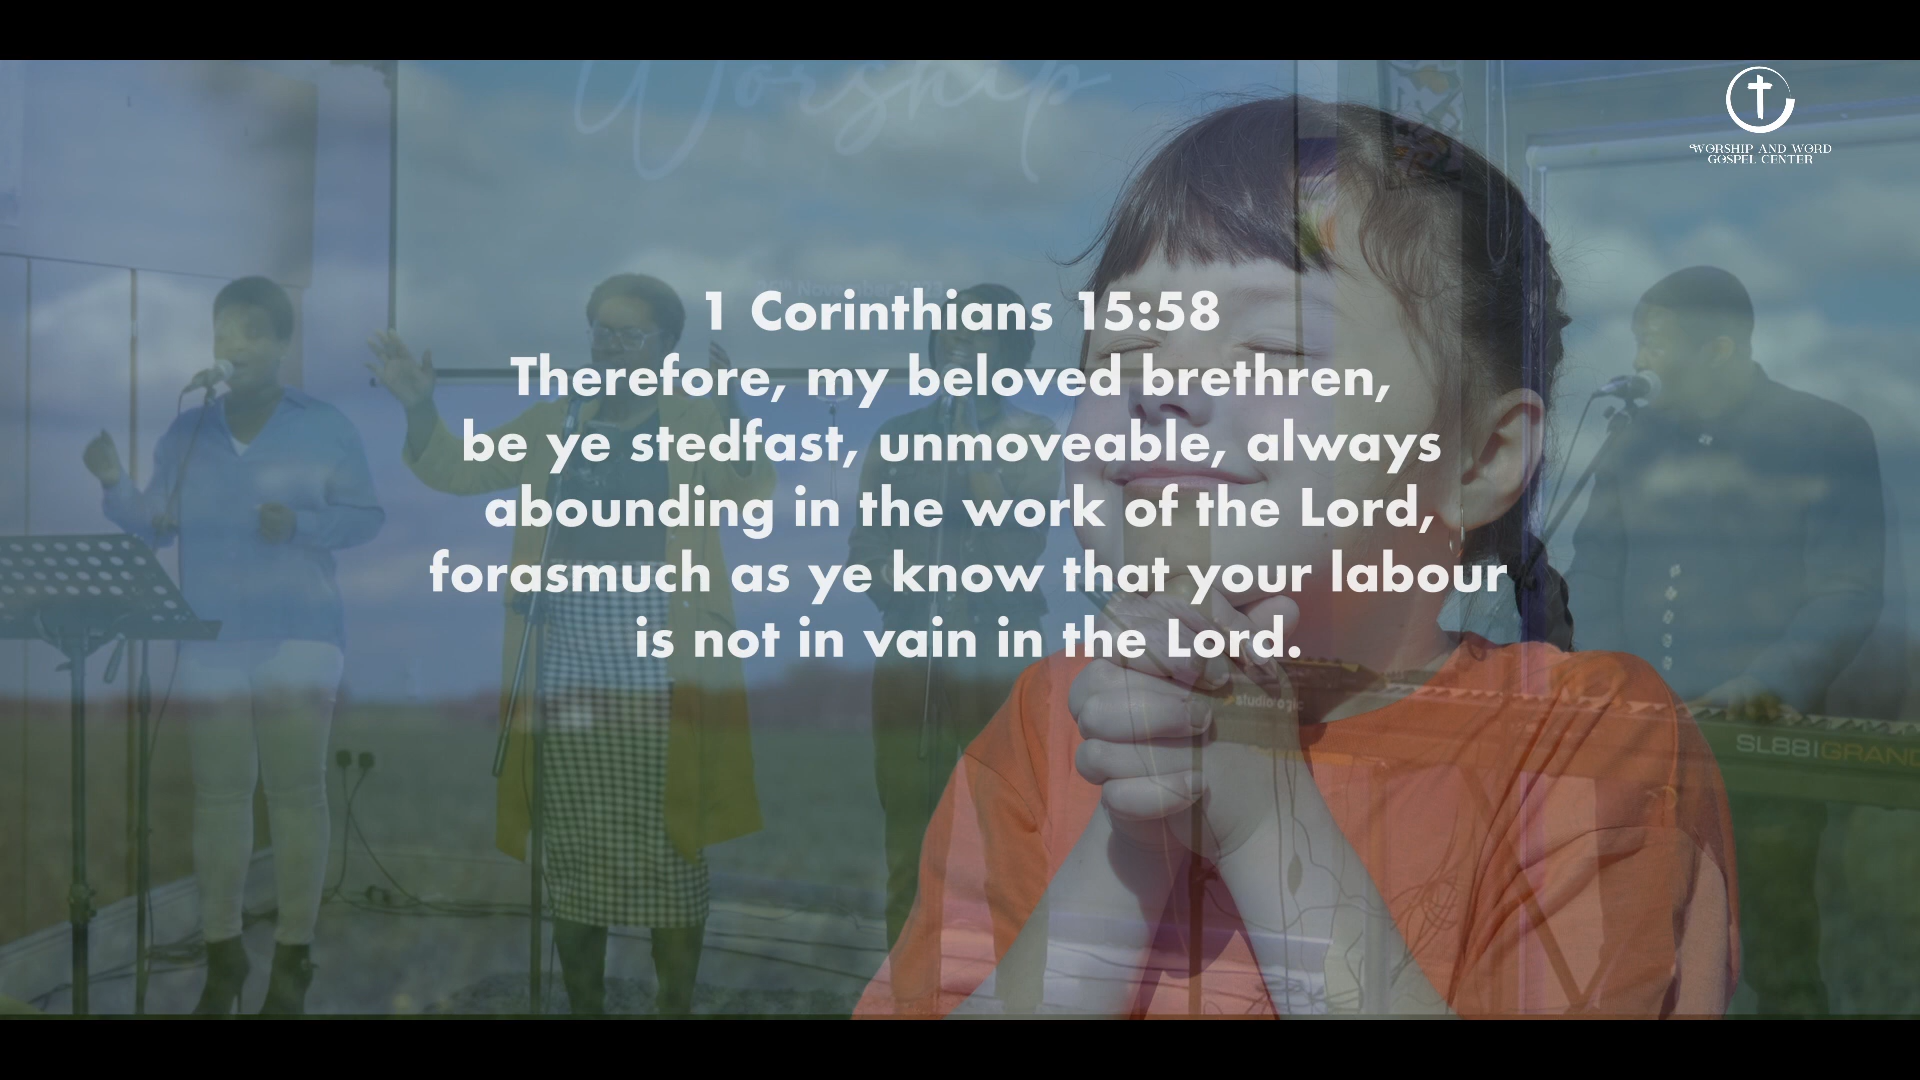 Worship
WORSHIP AND WORD
GOSPEL CENTER
1 Corinthians 15:58
Therefore, my beloved brethren,
be ye stedfast, unmoveable, always
abounding in the work of the Lord,
forasmuch as ye know that your labour
is not in vain in the Lord.
studiologic
SL88|GRAND